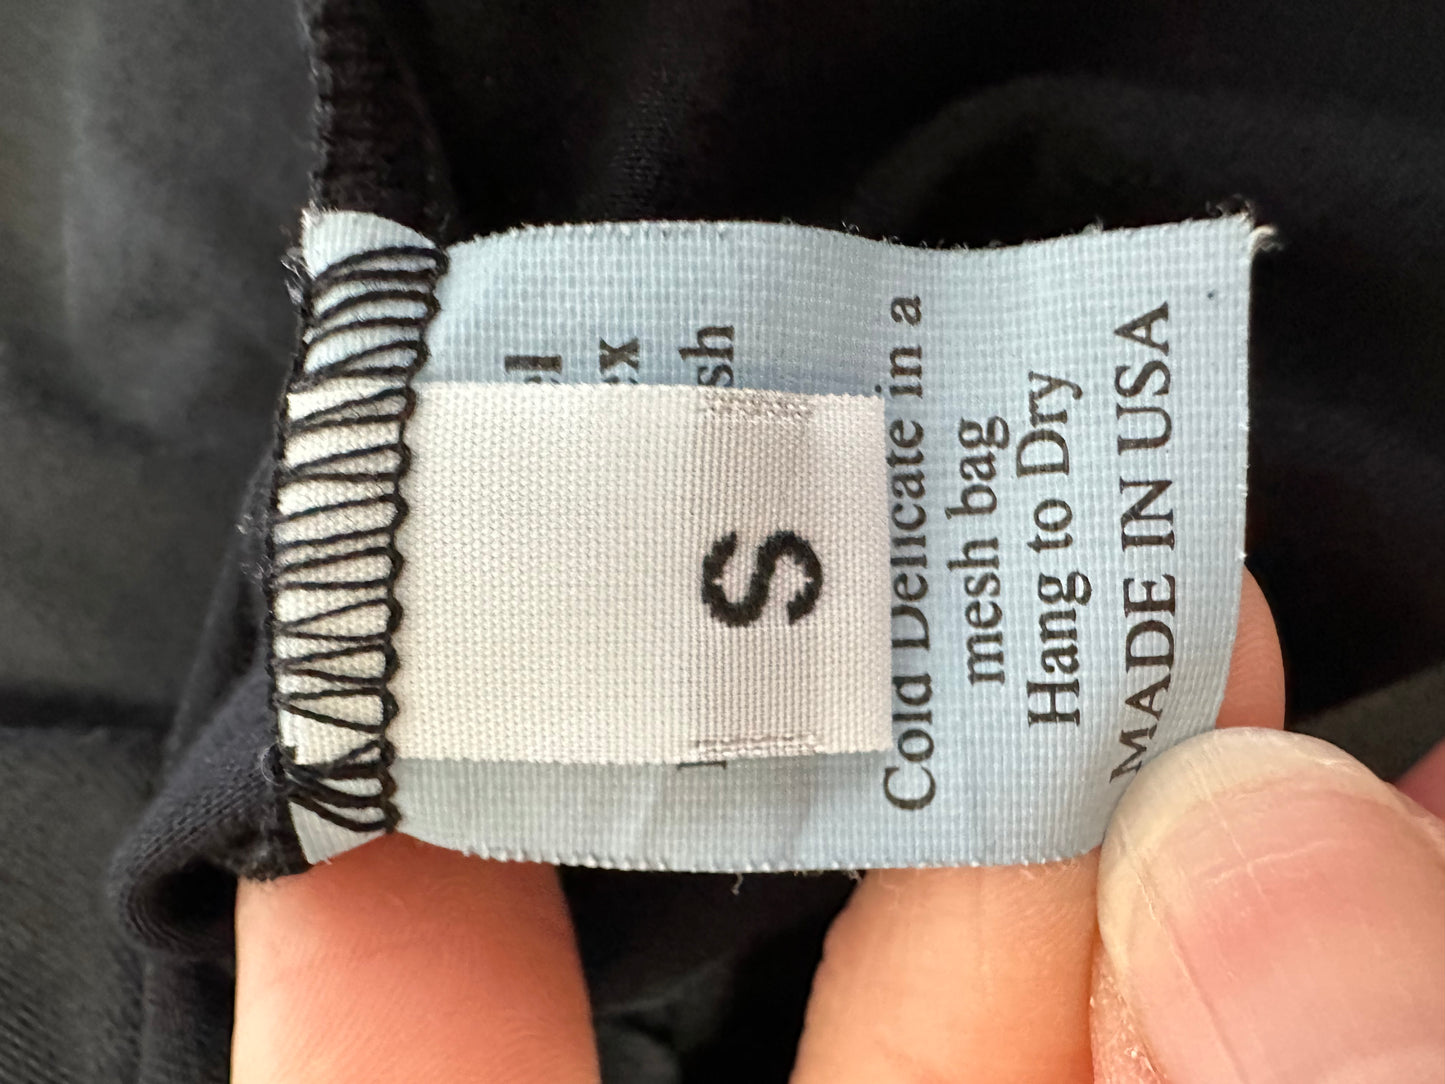 S
Cold Delicate in a
mesh bag
Hang to Dry
MADE IN USA